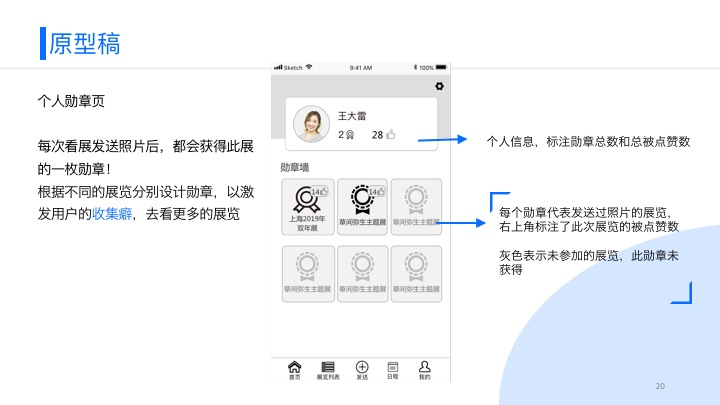 原型稿
个人勋章页
每次看展发送照片后，都会获得此展
的一枚勋章！
根据不同的展览分别设计勋章，以激
发用户的收集癖，去看更多的展览
Sketch 9:41 AM 100%
王大雷
2 28
勋章墙
14 14
上海2019年
双年展
草间弥生主题展 草间弥生主题展
草间弥生主题展 草间弥生主题展 草间弥生主题展
首页 展览列表 发送 日程 我的
个人信息，标注勋章总数和总被点赞数
每个勋章代表发送过照片的展览，
右上角标注了此次展览的被点赞数
灰色表示未参加的展览，此勋章未
获得
20